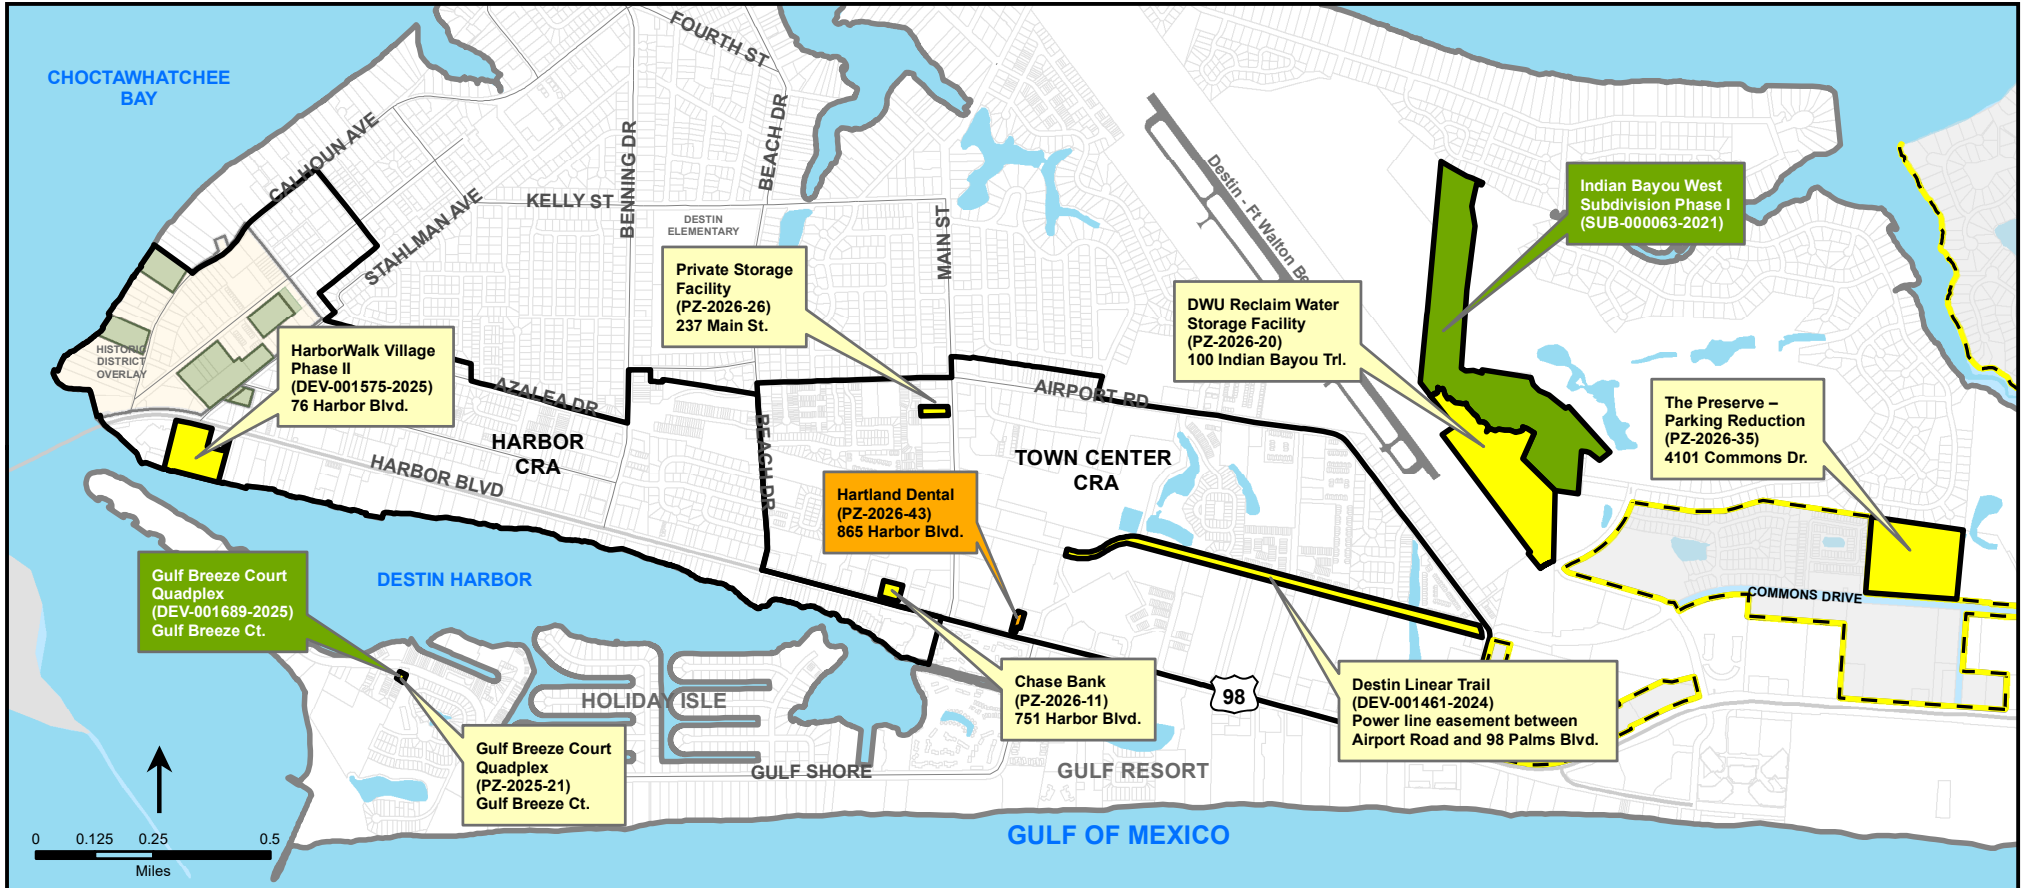 CHOCTAWHATCHEE
BAY
FOURTH ST
CALHOUN AVE
BENNING DR
BEACH DR
KELLY ST
STAHLMAN AVE
DESTIN
ELEMENTARY
MAIN ST
Destin - Ft Walton Be
Indian Bayou West
Subdivision Phase I
(SUB-000063-2021)
Private Storage
Facility
(PZ-2026-26)
237 Main St.
DWU Reclaim Water
Storage Facility
(PZ-2026-20)
100 Indian Bayou Trl.
HISTORIC
DISTRICT
OVERLAY
HarborWalk Village
Phase II
(DEV-001575-2025)
76 Harbor Blvd.
AZALEA DR
AIRPORT RD
The Preserve –
Parking Reduction
(PZ-2026-35)
4101 Commons Dr.
HARBOR
CRA
BEACH DR
TOWN CENTER
CRA
HARBOR BLVD
Hartland Dental
(PZ-2026-43)
865 Harbor Blvd.
Gulf Breeze Court
Quadplex
(DEV-001689-2025)
Gulf Breeze Ct.
DESTIN HARBOR
COMMONS DRIVE
HOLIDAY ISLE
Chase Bank
(PZ-2026-11)
751 Harbor Blvd.
98
Destin Linear Trail
(DEV-001461-2024)
Power line easement between
Airport Road and 98 Palms Blvd.
Gulf Breeze Court
Quadplex
(PZ-2025-21)
Gulf Breeze Ct.
GULF SHORE
GULF RESORT
GULF OF MEXICO
0 0.125 0.25 0.5
Miles